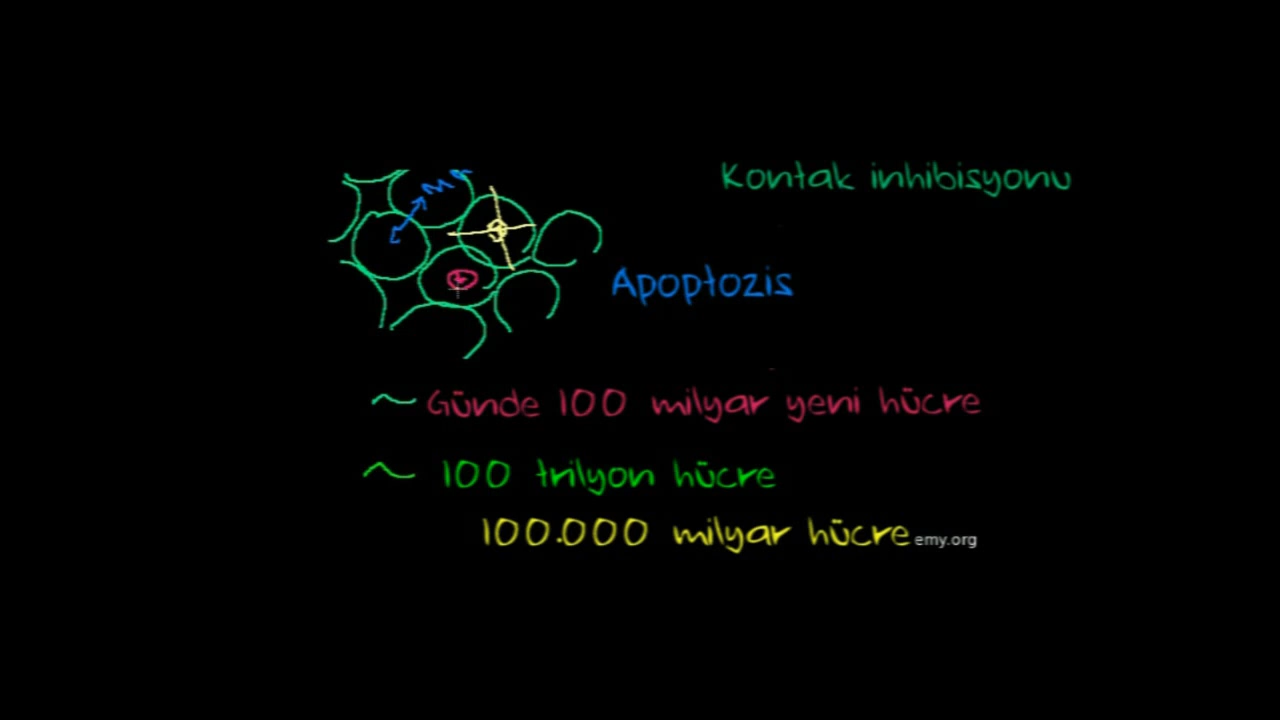 Kontak inhibisyonu
Apoptozis
~ Günde 100 milyar yeni hücre
~ 100 trilyon hücre
100.000 milyar hücre
emy.org